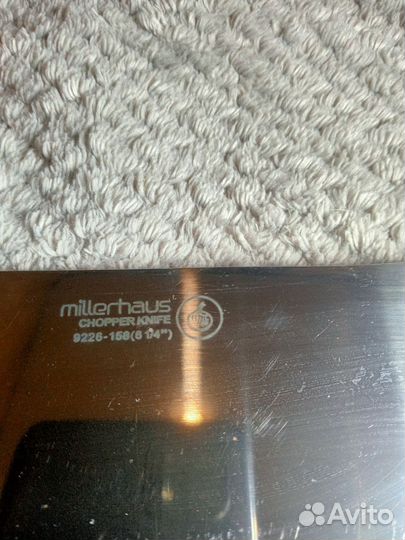 millerhaus
CHOPPER KNIFE
9226-158(6 1/4")
Avito